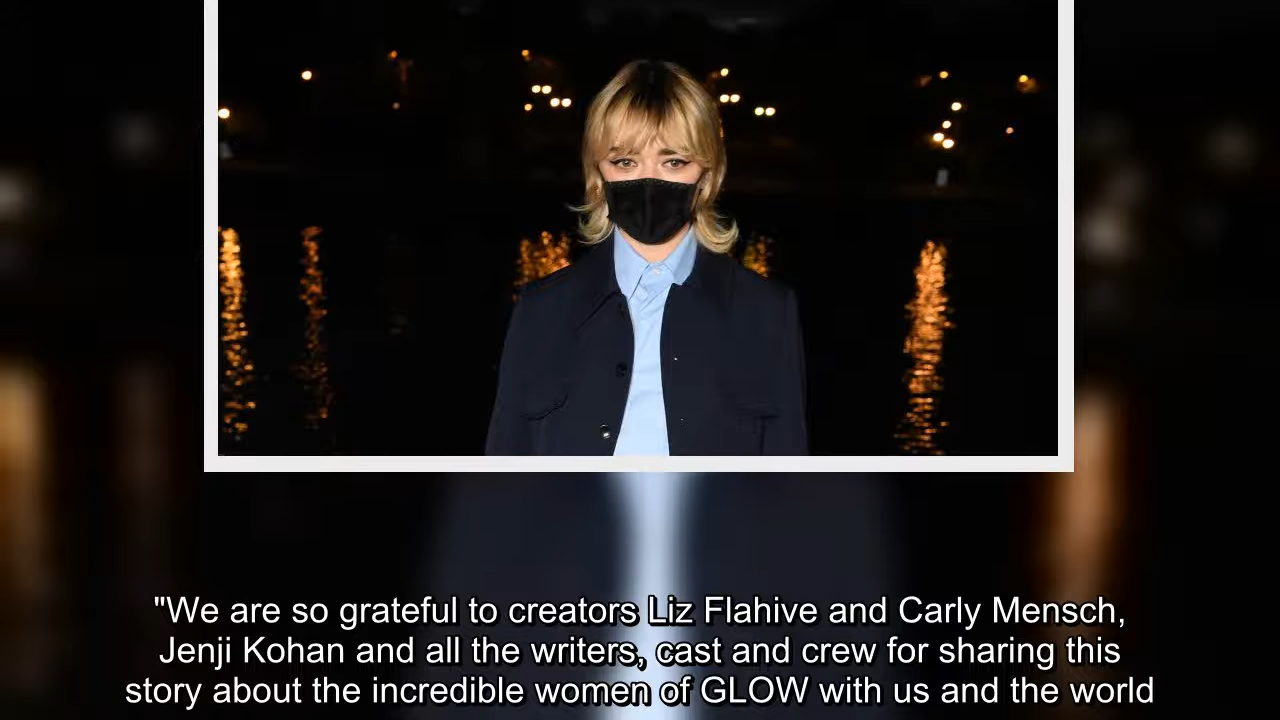 "We are so grateful to creators Liz Flahive and Carly Mensch,
Jenji Kohan and all the writers, cast and crew for sharing this
story about the incredible women of GLOW with us and the world